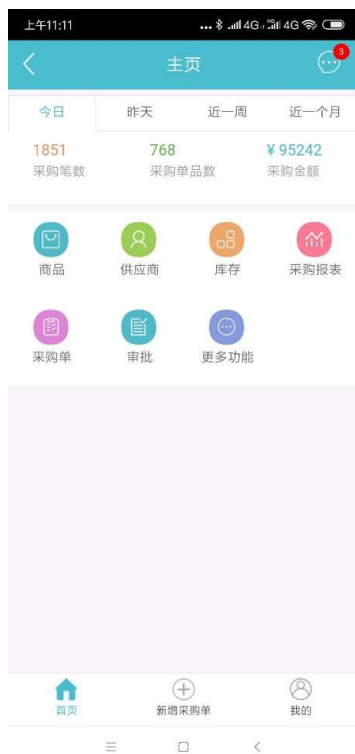 上午11:11
... 4G 4G
主页
3
今日 昨天 近一周 近一个月
1851 768 ¥ 95242
采购笔数 采购单品数 采购金额
商品 供应商 库存 采购报表
采购单 审批 更多功能
首页 新增采购单 我的